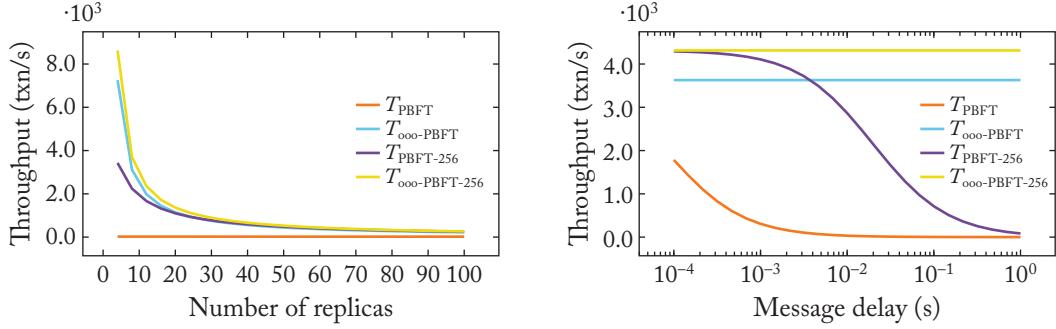 ·10³
8.0
6.0
4.0
2.0
0.0
Throughput (txn/s)
T_PBFT
T_ooo-PBFT
T_PBFT-256
T_ooo-PBFT-256
0 10 20 30 40 50 60 70 80 90 100
Number of replicas
·10³
4.0
3.0
2.0
1.0
0.0
Throughput (txn/s)
T_PBFT
T_ooo-PBFT
T_PBFT-256
T_ooo-PBFT-256
10⁻⁴ 10⁻³ 10⁻² 10⁻¹ 10⁰
Message delay (s)